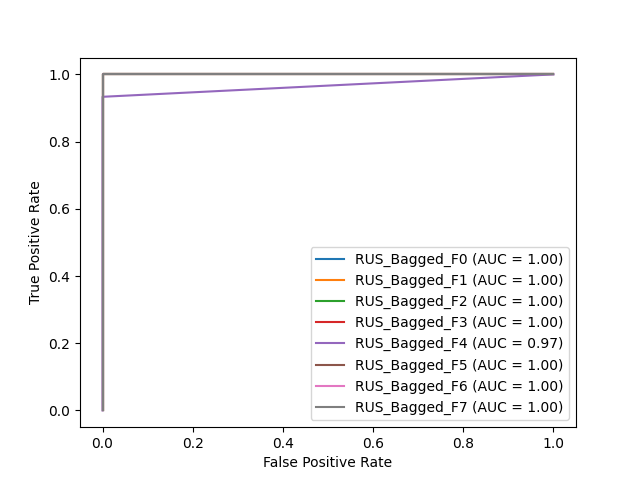 1.0
0.8
0.6
0.4
0.2
0.0
True Positive Rate
RUS_Bagged_F0 (AUC = 1.00)
RUS_Bagged_F1 (AUC = 1.00)
RUS_Bagged_F2 (AUC = 1.00)
RUS_Bagged_F3 (AUC = 1.00)
RUS_Bagged_F4 (AUC = 0.97)
RUS_Bagged_F5 (AUC = 1.00)
RUS_Bagged_F6 (AUC = 1.00)
RUS_Bagged_F7 (AUC = 1.00)
0.0 0.2 0.4 0.6 0.8 1.0
False Positive Rate